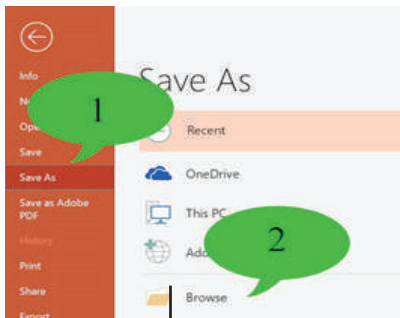 Info
Save
Save As
Save as Adobe
PDF
History
Print
Share
Export
1
Save As
Recent
OneDrive
This PC
2
Browse